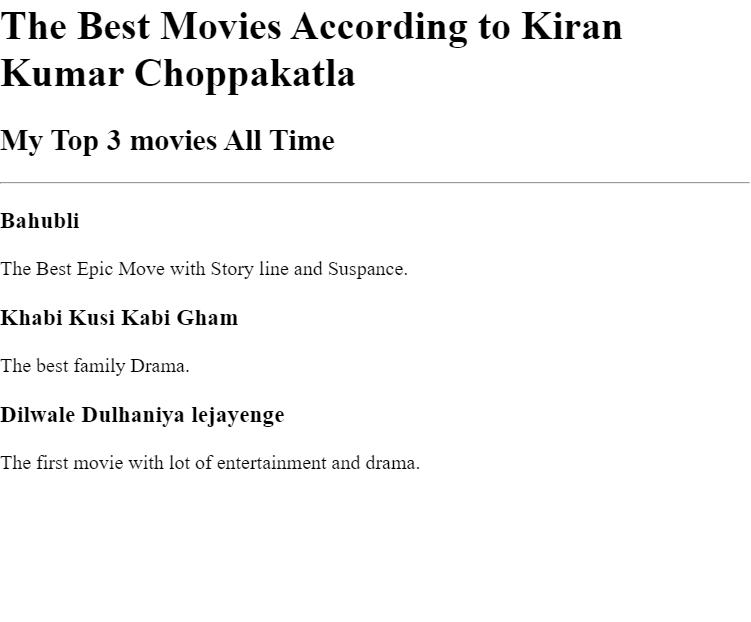 The Best Movies According to Kiran
Kumar Choppakatla
My Top 3 movies All Time
Bahubli
The Best Epic Move with Story line and Suspance.
Khabi Kusi Kabi Gham
The best family Drama.
Dilwale Dulhaniya lejayenge
The first movie with lot of entertainment and drama.